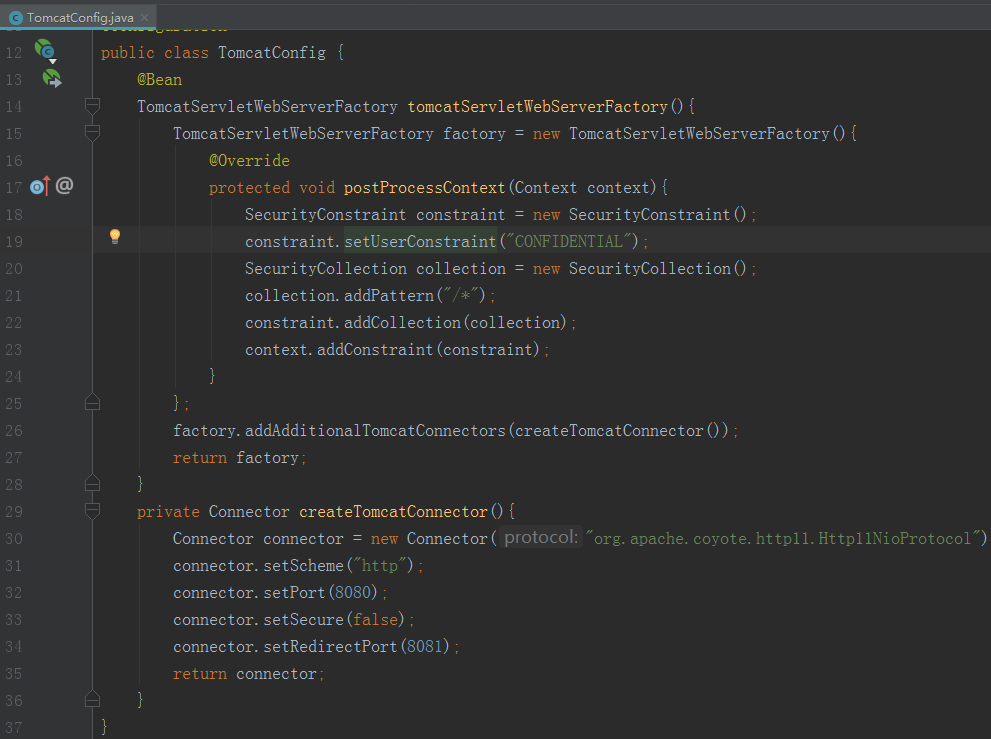 TomcatConfig.java
12 public class TomcatConfig {
13 @Bean
14 TomcatServletWebServerFactory tomcatServletWebServerFactory(){
15 TomcatServletWebServerFactory factory = new TomcatServletWebServerFactory(){
16 @Override
17 protected void postProcessContext(Context context){
18 SecurityConstraint constraint = new SecurityConstraint();
19 constraint.setUserConstraint("CONFIDENTIAL");
20 SecurityCollection collection = new SecurityCollection();
21 collection.addPattern("/*");
22 constraint.addCollection(collection);
23 context.addConstraint(constraint);
24 }
25 };
26 factory.addAdditionalTomcatConnectors(createTomcatConnector());
27 return factory;
28 }
29 private Connector createTomcatConnector(){
30 Connector connector = new Connector( protocol: "org.apache.coyote.http11.Http11NioProtocol")
31 connector.setScheme("http");
32 connector.setPort(8080);
33 connector.setSecure(false);
34 connector.setRedirectPort(8081);
35 return connector;
36 }
37 }